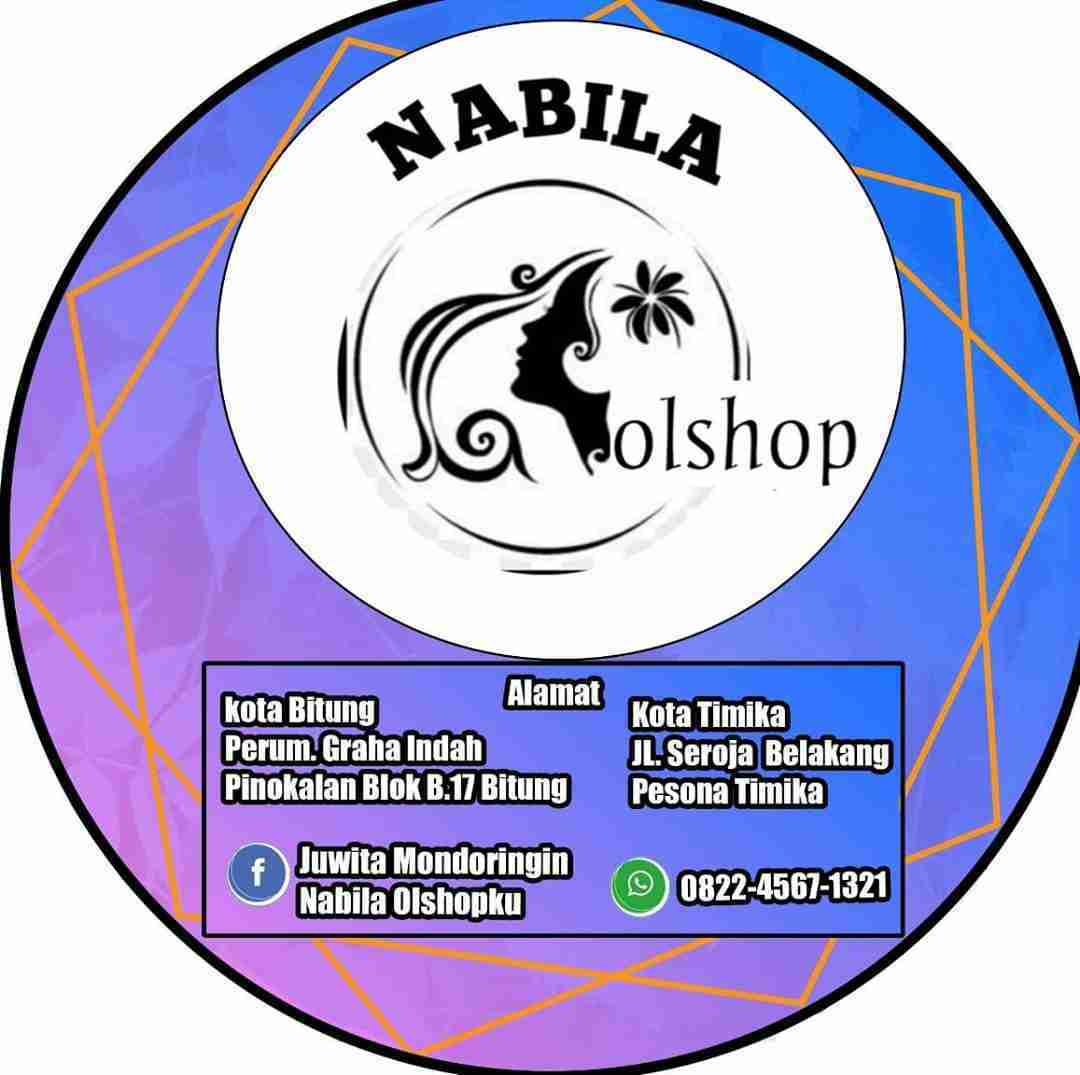 NABILA
olshop
Alamat
kota Bitung
Perum. Graha Indah
Pinokalan Blok B.17 Bitung
Kota Timika
JL. Seroja Belakang
Pesona Timika
f
Juwita Mondoringin
Nabila Olshopku
0822-4567-1321